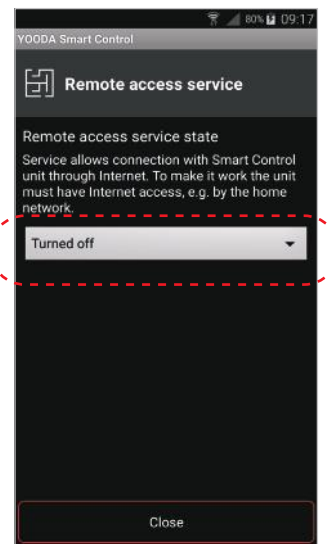 80% 09:17
YOODA Smart Control
Remote access service
Remote access service state
Service allows connection with Smart Control
unit through Internet. To make it work the unit
must have Internet access, e.g. by the home
network.
Turned off
Close